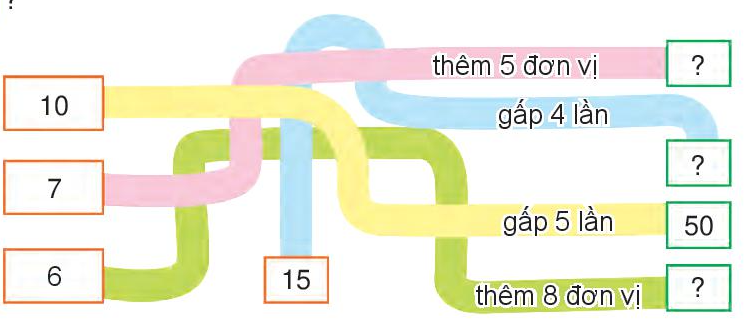 ?
thêm 5 đơn vị ?
10 gấp 4 lần
7 ?
gấp 5 lần 50
6 15 thêm 8 đơn vị ?